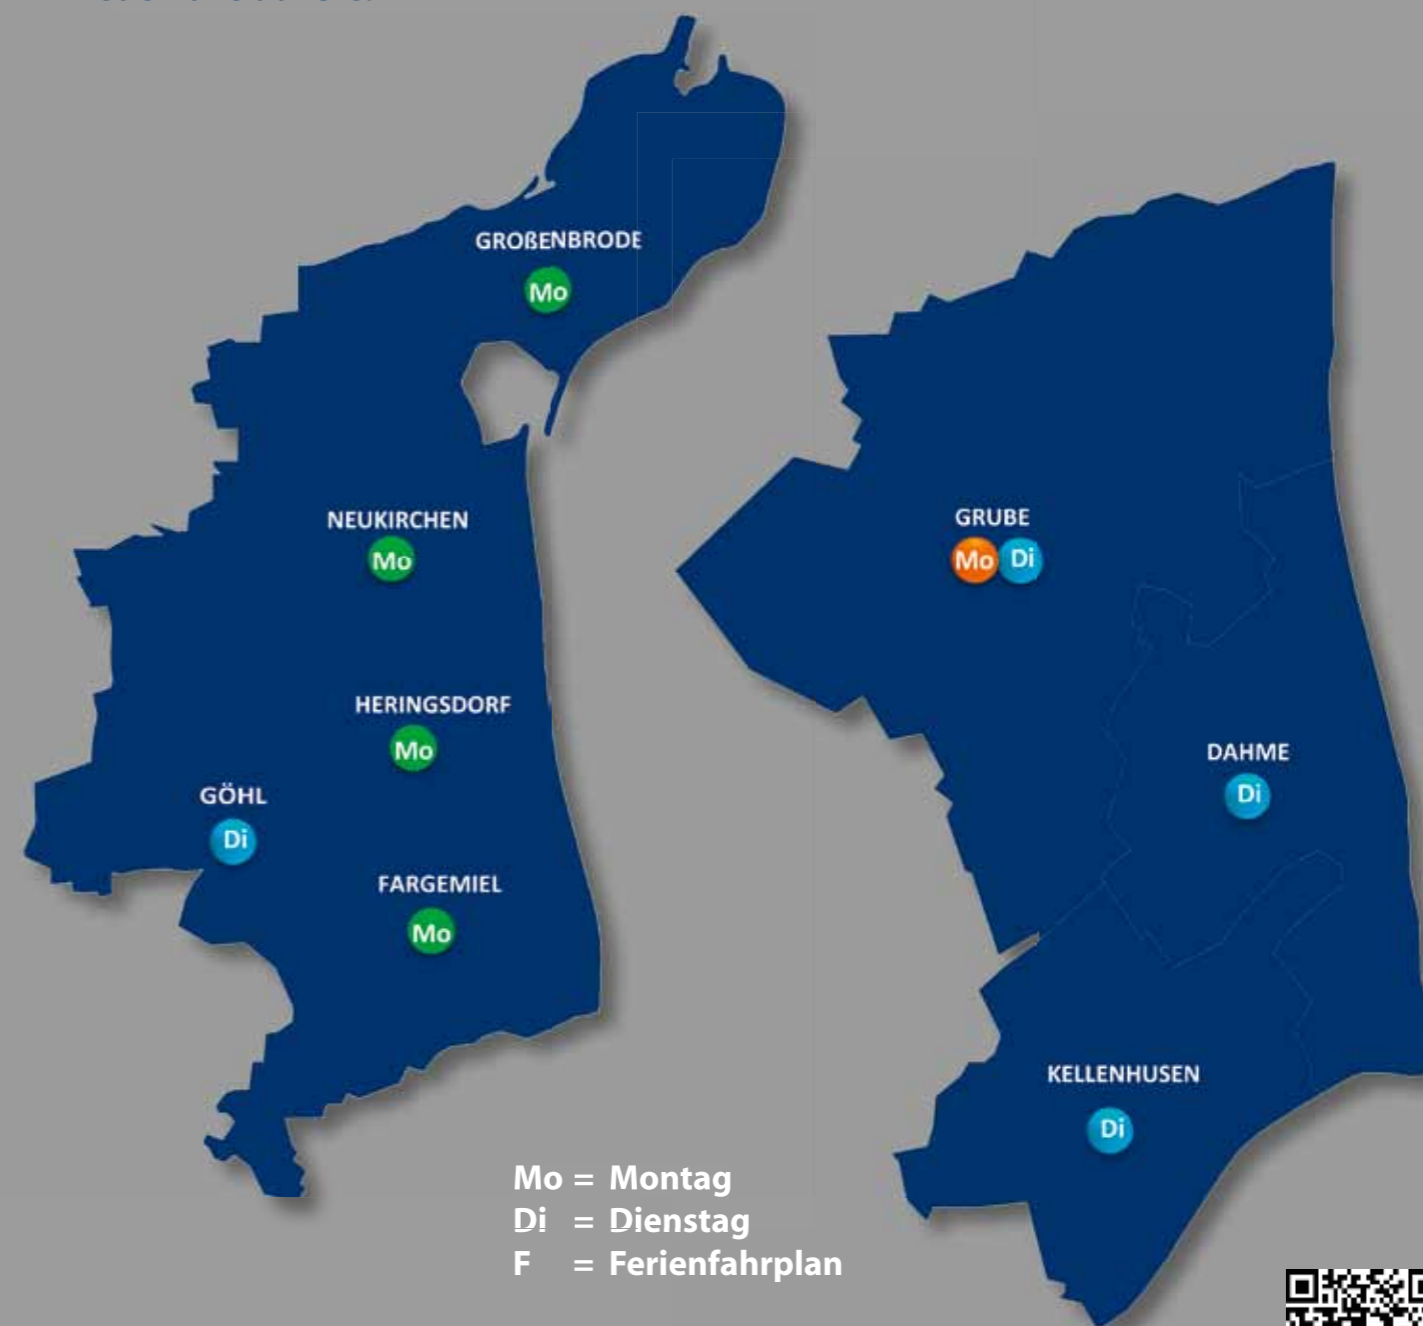 GROßENBRODE
Mo
NEUKIRCHEN
Mo
HERINGSDORF
Mo
GÖHL
Di
FARGEMIEL
Mo
GRUBE
Mo Di
DAHME
Di
KELLENHUSEN
Di
Mo = Montag
Di = Dienstag
F = Ferienfahrplan